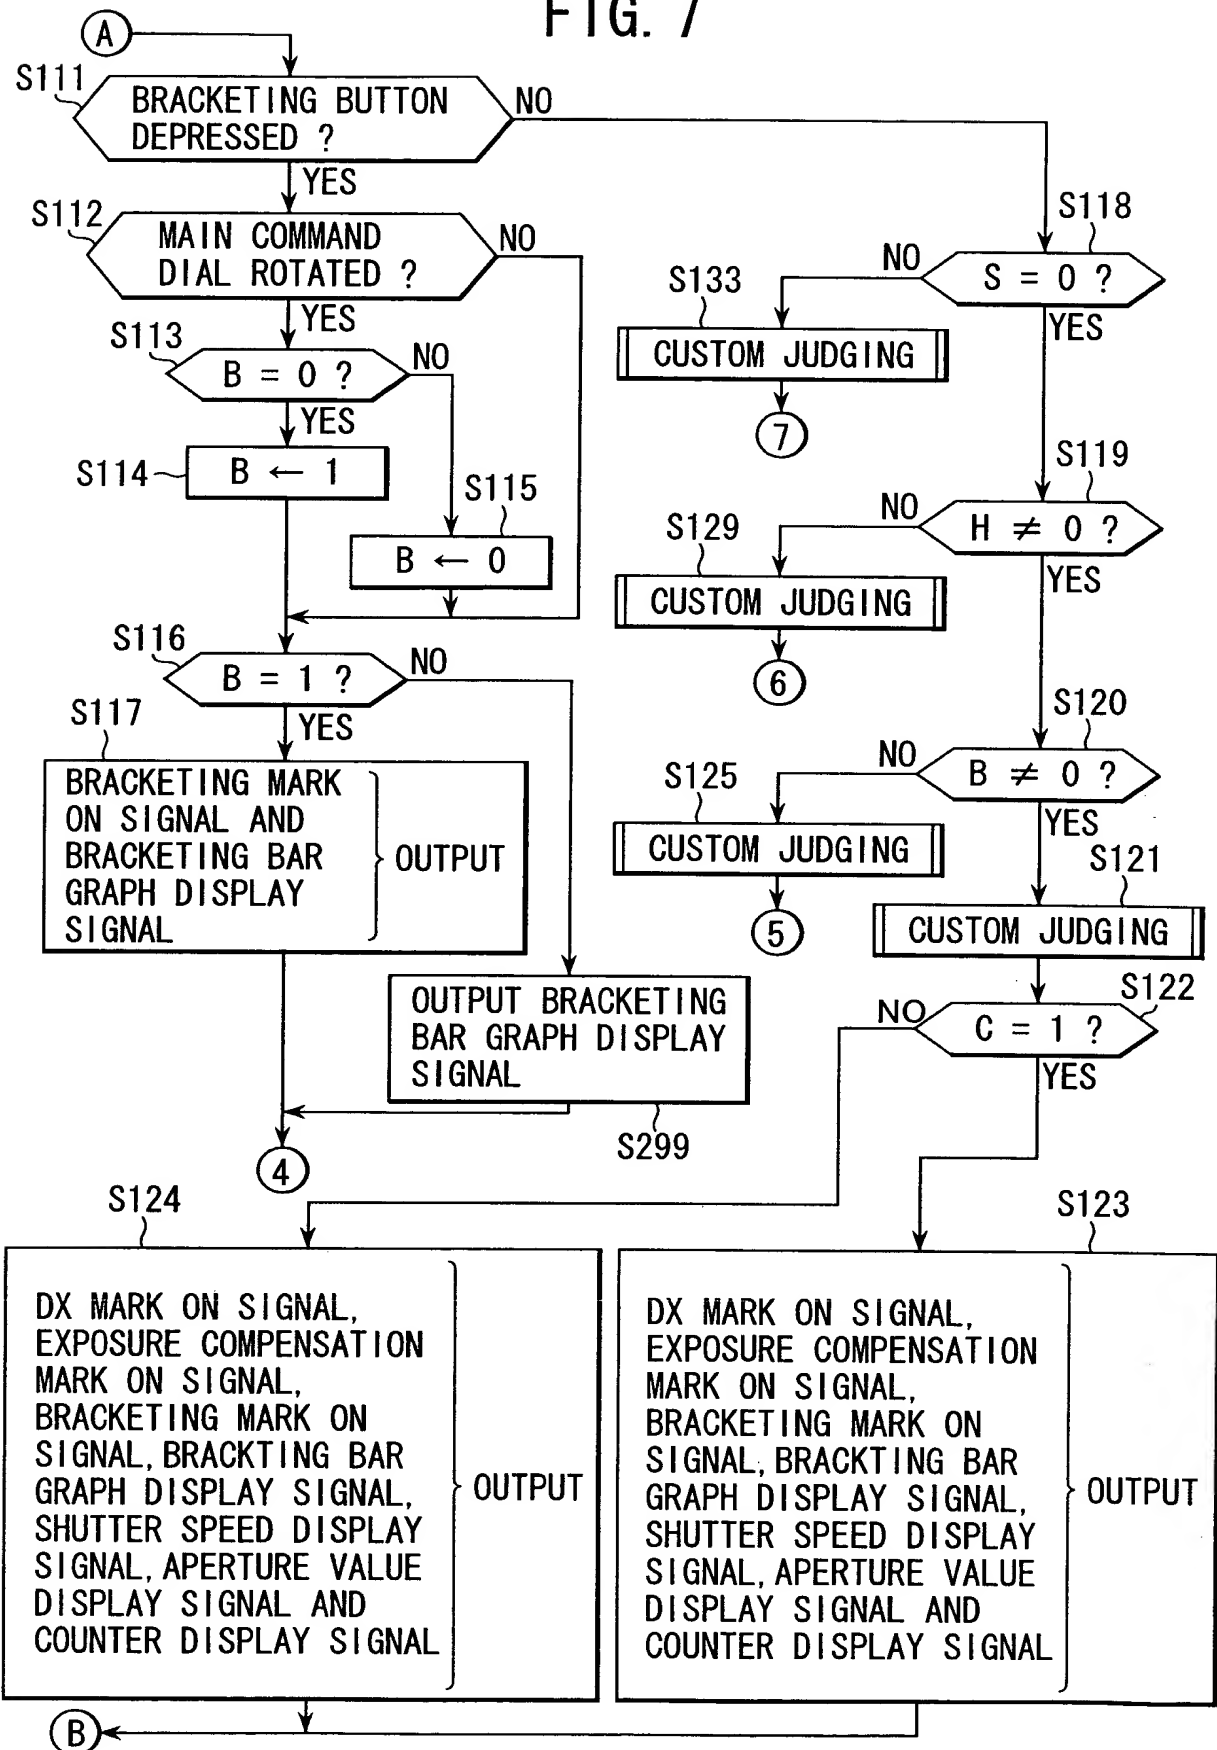 FIG. 7
A
S111
BRACKETING BUTTON
DEPRESSED ?
NO
YES
S112
MAIN COMMAND
DIAL ROTATED ?
NO
YES
S113
B = 0 ?
NO
YES
S114
B ← 1
S115
B ← 0
S116
B = 1 ?
NO
YES
S117
BRACKETING MARK
ON SIGNAL AND
BRACKETING BAR
GRAPH DISPLAY
SIGNAL
OUTPUT
OUTPUT BRACKETING
BAR GRAPH DISPLAY
SIGNAL
S299
4
S118
S = 0 ?
NO
YES
S133
CUSTOM JUDGING
7
S119
H ≠ 0 ?
NO
YES
S129
CUSTOM JUDGING
6
S120
B ≠ 0 ?
NO
YES
S125
CUSTOM JUDGING
5
S121
CUSTOM JUDGING
S122
C = 1 ?
NO
YES
S124
DX MARK ON SIGNAL,
EXPOSURE COMPENSATION
MARK ON SIGNAL,
BRACKETING MARK ON
SIGNAL, BRACKTING BAR
GRAPH DISPLAY SIGNAL,
SHUTTER SPEED DISPLAY
SIGNAL, APERTURE VALUE
DISPLAY SIGNAL AND
COUNTER DISPLAY SIGNAL
OUTPUT
S123
DX MARK ON SIGNAL,
EXPOSURE COMPENSATION
MARK ON SIGNAL,
BRACKETING MARK ON
SIGNAL, BRACKTING BAR
GRAPH DISPLAY SIGNAL,
SHUTTER SPEED DISPLAY
SIGNAL, APERTURE VALUE
DISPLAY SIGNAL AND
COUNTER DISPLAY SIGNAL
OUTPUT
B